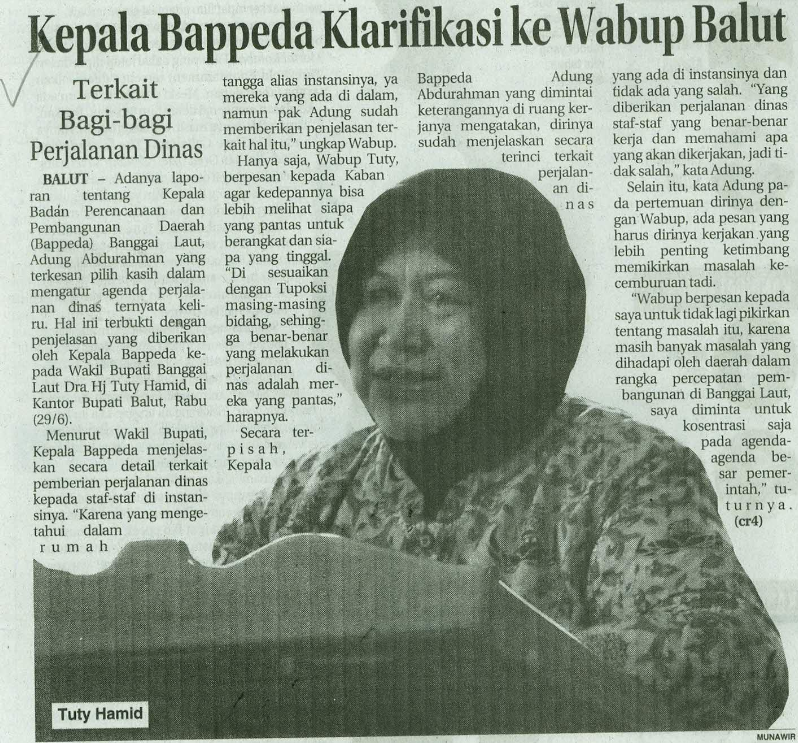 Kepala Bappeda Klarifikasi ke Wabup Balut
Terkait
Bagi-bagi
Perjalanan Dinas
BALUT – Adanya lapo-
ran tentang Kepala
Badan Perencanaan dan
Pembangunan Daerah
(Bappeda) Banggai Laut,
Adung Abdurahman yang
terkesan pilih kasih dalam
mengatur agenda perjala-
nan dinas ternyata keli-
ru. Hal ini terbukti dengan
penjelasan yang diberikan
oleh Kepala Bappeda ke-
pada Wakil Bupati Banggai
Laut Dra Hj Tuty Hamid, di
Kantor Bupati Balut, Rabu
(29/6).
Menurut Wakil Bupati,
Kepala Bappeda menjelas-
kan secara detail terkait
pemberian perjalanan dinas
kepada staf-staf di instan-
sinya. “Karena yang menge-
tahui dalam
rumah
tangga alias instansinya, ya
mereka yang ada di dalam,
namun pak Adung sudah
memberikan penjelasan ter-
kait hal itu,” ungkap Wabup.
Hanya saja, Wabup Tuty,
berpesan kepada Kaban
agar kedepannya bisa
lebih melihat siapa
yang pantas untuk
berangkat dan sia-
pa yang tinggal.
“Di sesuaikan
dengan Tupoksi
masing-masing
bidang, sehing-
ga benar-benar
yang melakukan
perjalanan di-
nas adalah mer-
eka yang pantas,”
harapnya.
Secara ter-
pisah,
Kepala
Bappeda Adung
Abdurahman yang dimintai
keterangannya di ruang ker-
janya mengatakan, dirinya
sudah menjelaskan secara
terinci terkait
perjalan-
an di-
nas
yang ada di instansinya dan
tidak ada yang salah. “Yang
diberikan perjalanan dinas
staf-staf yang benar-benar
kerja dan memahami apa
yang akan dikerjakan, jadi ti-
dak salah,” kata Adung.
Selain itu, kata Adung pa-
da pertemuan dirinya den-
gan Wabup, ada pesan yang
harus dirinya kerjakan yang
lebih penting ketimbang
memikirkan masalah ke-
cemburuan tadi.
“Wabup berpesan kepada
saya untuk tidak lagi pikirkan
tentang masalah itu, karena
masih banyak masalah yang
dihadapi oleh daerah dalam
rangka percepatan pem-
bangunan di Banggai Laut,
saya diminta untuk
kosentrasi saja
pada agenda-
agenda be-
sar pemer-
intah,” tu-
turnya.
(cr4)
Tuty Hamid
MUNAWIR